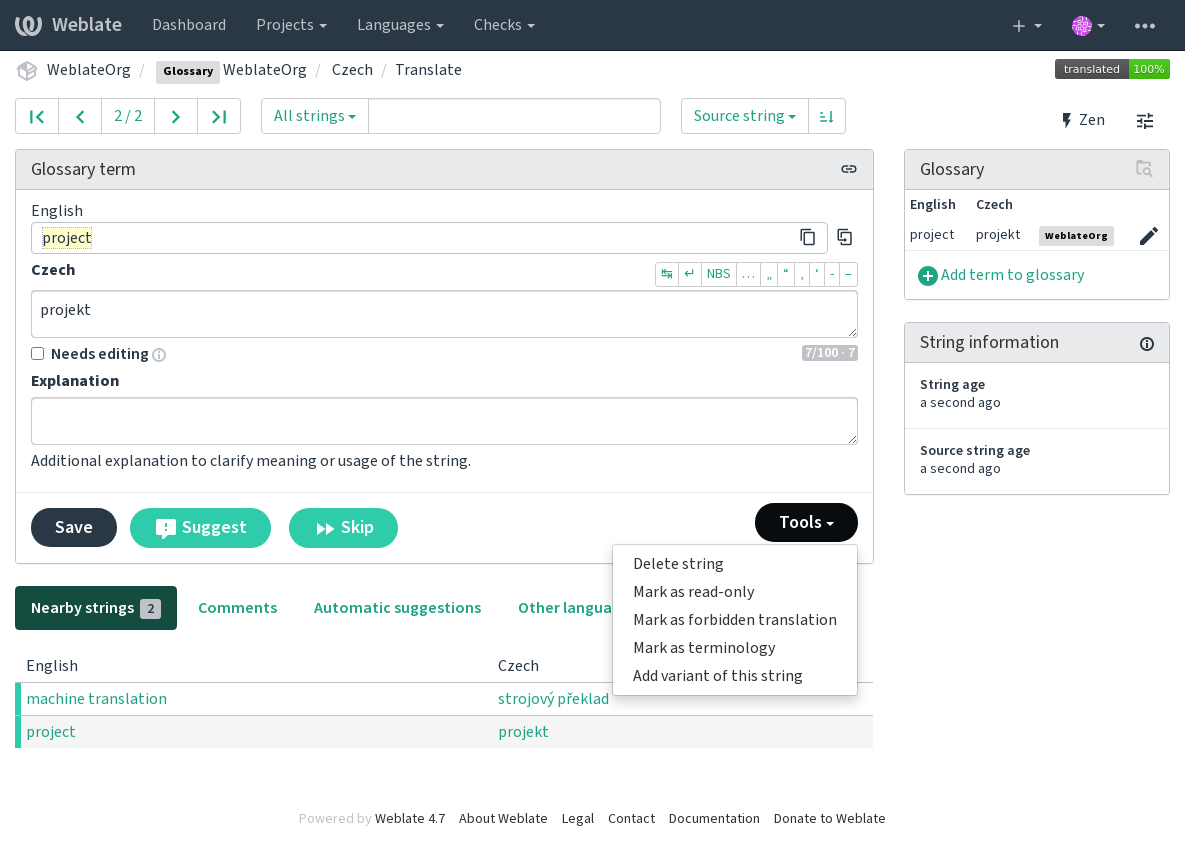 Weblate Dashboard Projects Languages Checks
WeblateOrg / Glossary WeblateOrg / Czech / Translate translated 100%
2 / 2 All strings Source string Zen
Glossary term
English
project
Czech NBS … „ “ ‚ ‘ - –
projekt
Needs editing 7/100 · 7
Explanation
Additional explanation to clarify meaning or usage of the string.
Save Suggest Skip Tools
Delete string
Mark as read-only
Mark as forbidden translation
Mark as terminology
Add variant of this string
Glossary
English Czech
project projekt WeblateOrg
Add term to glossary
String information
String age
a second ago
Source string age
a second ago
Nearby strings 2 Comments Automatic suggestions Other langua
English Czech
machine translation strojový překlad
project projekt
Powered by Weblate 4.7 About Weblate Legal Contact Documentation Donate to Weblate